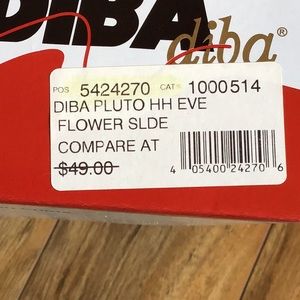 DIBA
diba®
POS 5424270 CAT# 1000514
DIBA PLUTO HH EVE
FLOWER SLDE
COMPARE AT
$49.00
4 05400 24270 6